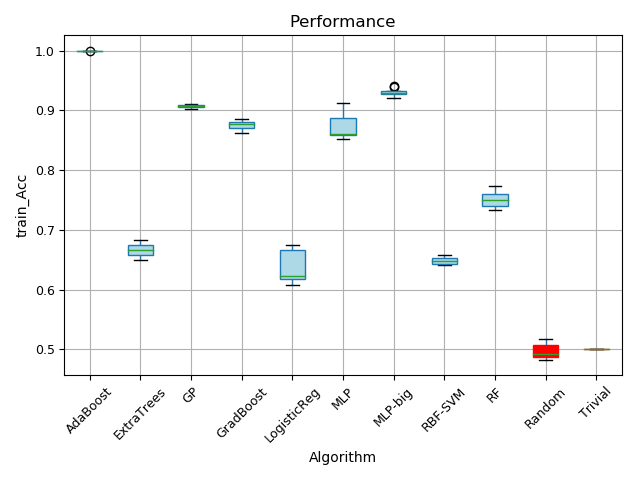 Performance
train_Acc
1.0
0.9
0.8
0.7
0.6
0.5
AdaBoost
ExtraTrees
GP
GradBoost
LogisticReg
MLP
MLP-big
RBF-SVM
RF
Random
Trivial
Algorithm